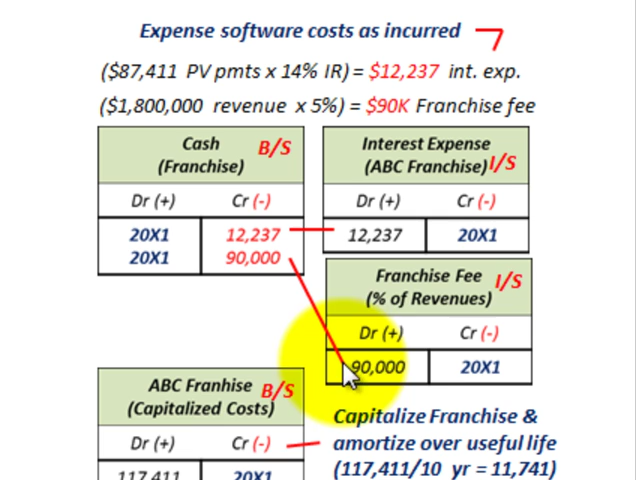 Expense software costs as incurred
($87,411 PV pmts x 14% IR) = $12,237 int. exp.
($1,800,000 revenue x 5%) = $90K Franchise fee
Cash B/S
(Franchise)
Dr (+) Cr (-)
20X1 12,237
20X1 90,000
Interest Expense
(ABC Franchise) I/S
Dr (+) Cr (-)
12,237 20X1
Franchise Fee I/S
(% of Revenues)
Dr (+) Cr (-)
90,000 20X1
ABC Franhise B/S
(Capitalized Costs)
Dr (+) Cr (-)
117,411 20X1
Capitalize Franchise &
amortize over useful life
(117,411/10 yr = 11,741)